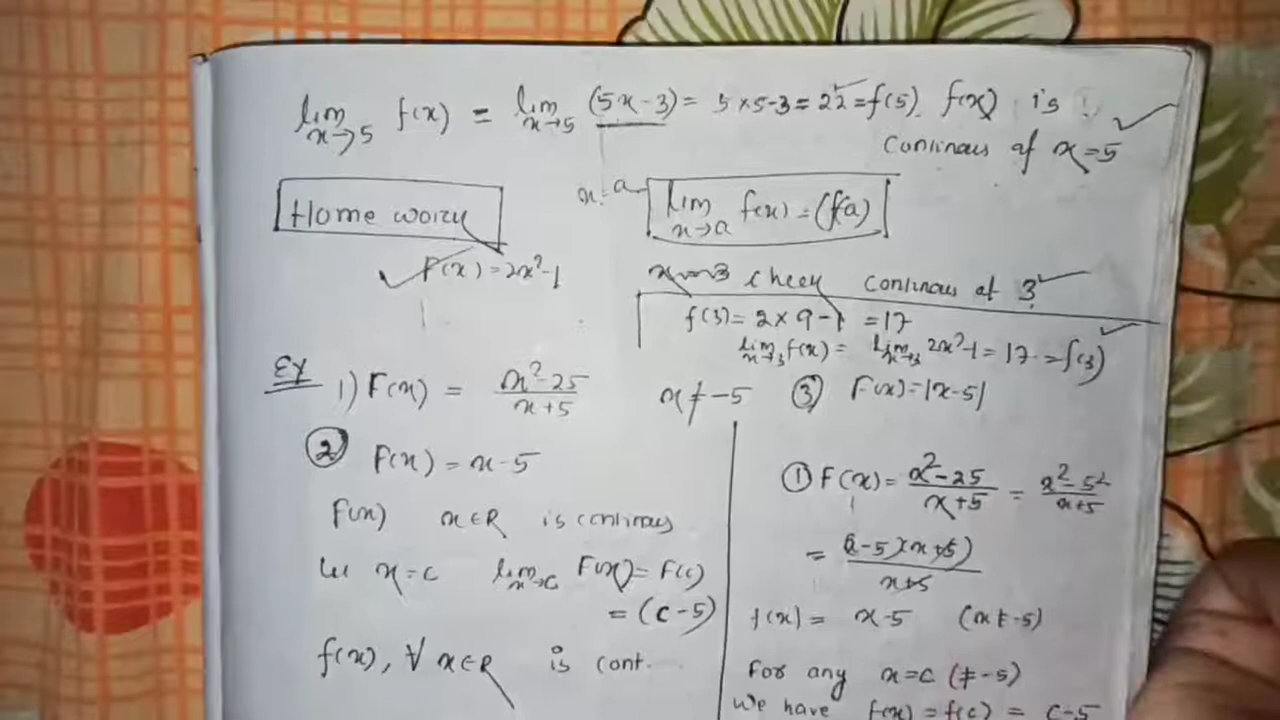 lim x→5 f(x) = lim x→5 (5x-3) = 5×5-3 = 22 = f(5), f(x) is
Coninous at x=5
Home work
x=a lim x→a f(x) = (f(a)
F(x) = 2x²-1 check coninous at 3
f(3) = 2×9-1 = 17
lim x→3 f(x) = lim x→3 2x²-1 = 17 = f(3)
Ex 1) F(x) = x²-25 / x+5 x≠-5 ③ F(x) = |x-5|
② F(x) = x-5
F(x) x∈R is continous
let x=c lim x→c F(x) = F(c)
= (c-5)
f(x), ∀ x∈R is cont.
① F(x) = x²-25 / x+5 = x²-5² / x+5
= (x-5)(x+5) / x+5
f(x) = x-5 (x≠-5)
For any x=c (≠-5)
We have f(x) = f(c) = c-5